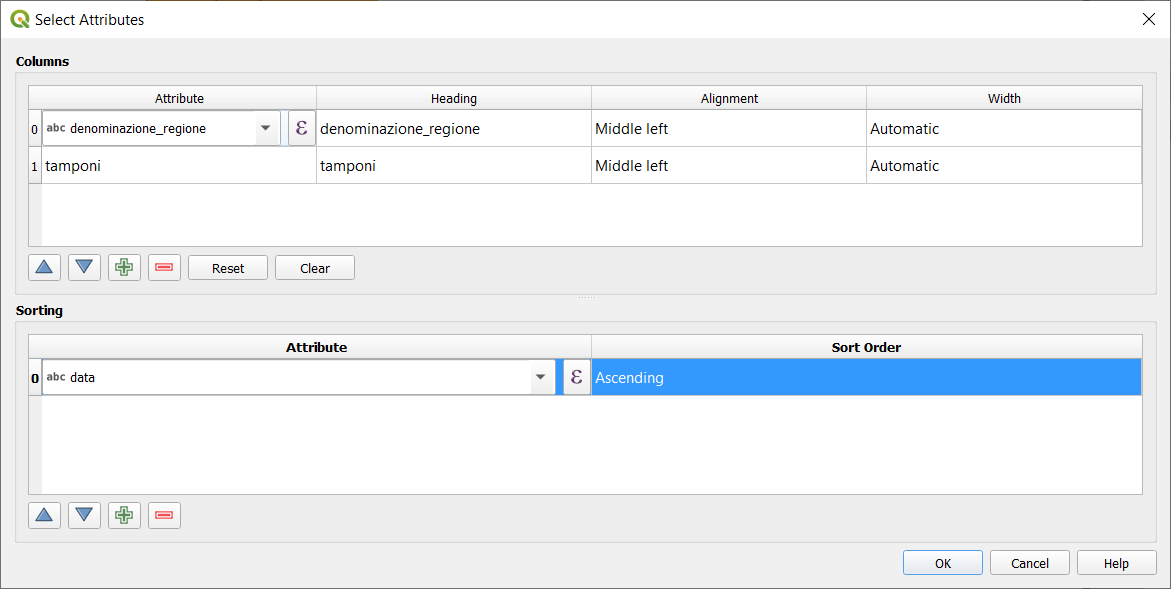 Select Attributes
Columns
Attribute Heading Alignment Width
0 abc denominazione_regione ε denominazione_regione Middle left Automatic
1 tamponi tamponi Middle left Automatic
Reset Clear
Sorting
Attribute Sort Order
0 abc data ε Ascending
OK Cancel Help